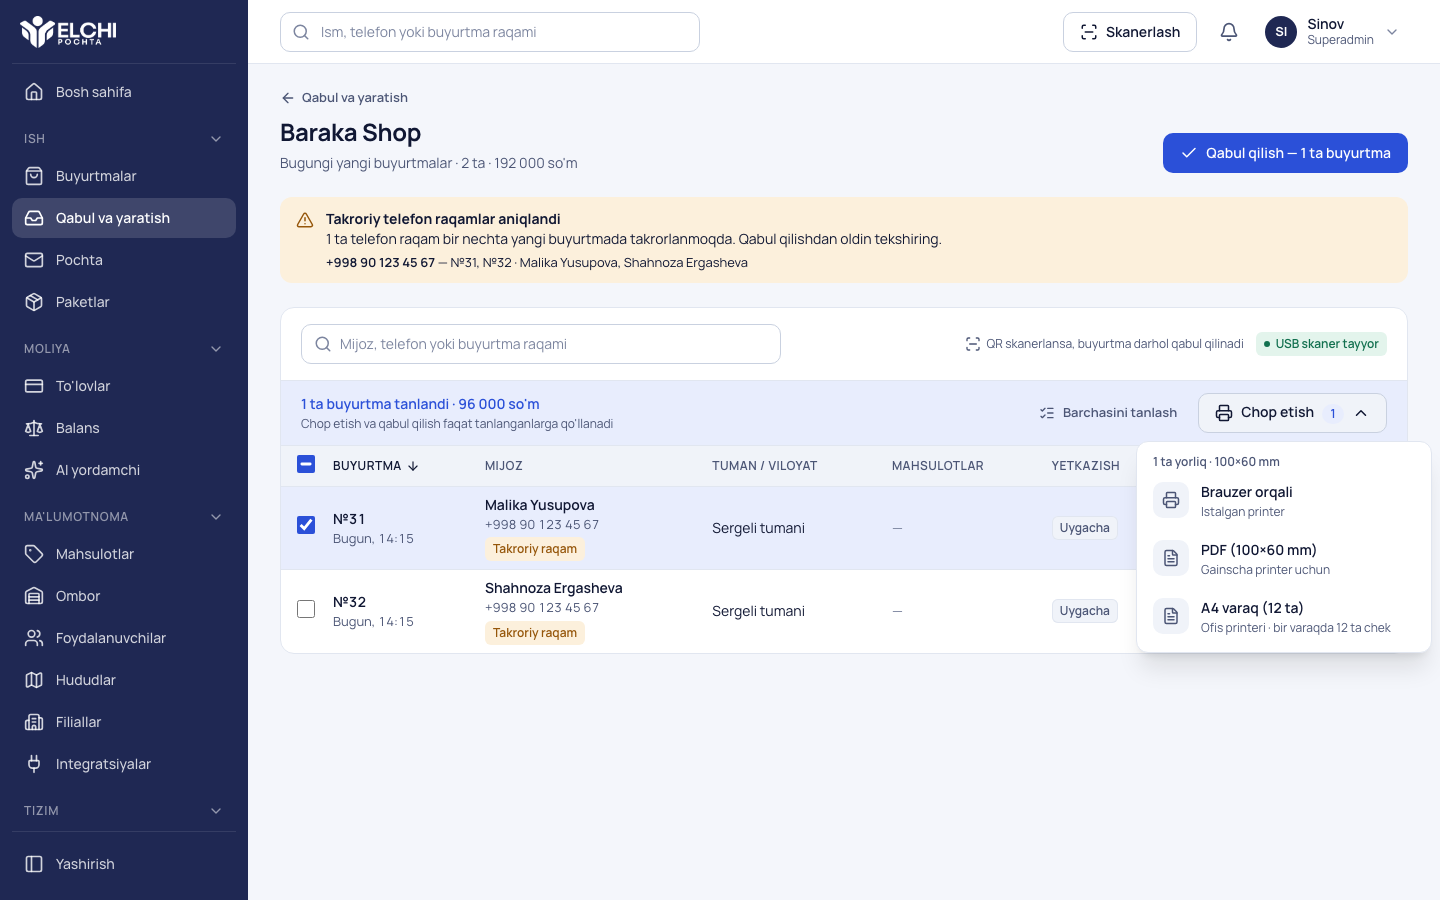 ELCHI
POCHTA
Bosh sahifa
ISH
Buyurtmalar
Qabul va yaratish
Pochta
Paketlar
MOLIYA
To'lovlar
Balans
AI yordamchi
MA'LUMOTNOMA
Mahsulotlar
Ombor
Foydalanuvchilar
Hududlar
Filiallar
Integratsiyalar
TIZIM
Yashirish
Ism, telefon yoki buyurtma raqami
Skanerlash
SI
Sinov
Superadmin
Qabul va yaratish
Baraka Shop
Bugungi yangi buyurtmalar · 2 ta · 192 000 so'm
Qabul qilish — 1 ta buyurtma
Takroriy telefon raqamlar aniqlandi
1 ta telefon raqam bir nechta yangi buyurtmada takrorlanmoqda. Qabul qilishdan oldin tekshiring.
+998 90 123 45 67 — №31, №32 · Malika Yusupova, Shahnoza Ergasheva
Mijoz, telefon yoki buyurtma raqami
QR skanerlansa, buyurtma darhol qabul qilinadi
USB skaner tayyor
1 ta buyurtma tanlandi · 96 000 so'm
Chop etish va qabul qilish faqat tanlanganlarga qo'llanadi
Barchasini tanlash
Chop etish 1
BUYURTMA MIJOZ TUMAN / VILOYAT MAHSULOTLAR YETKAZISH
№31
Bugun, 14:15
Malika Yusupova
+998 90 123 45 67
Takroriy raqam
Sergeli tumani
—
Uygacha
№32
Bugun, 14:15
Shahnoza Ergasheva
+998 90 123 45 67
Takroriy raqam
Sergeli tumani
—
Uygacha
1 ta yorliq · 100×60 mm
Brauzer orqali
Istalgan printer
PDF (100×60 mm)
Gainscha printer uchun
A4 varaq (12 ta)
Ofis printeri · bir varaqda 12 ta chek